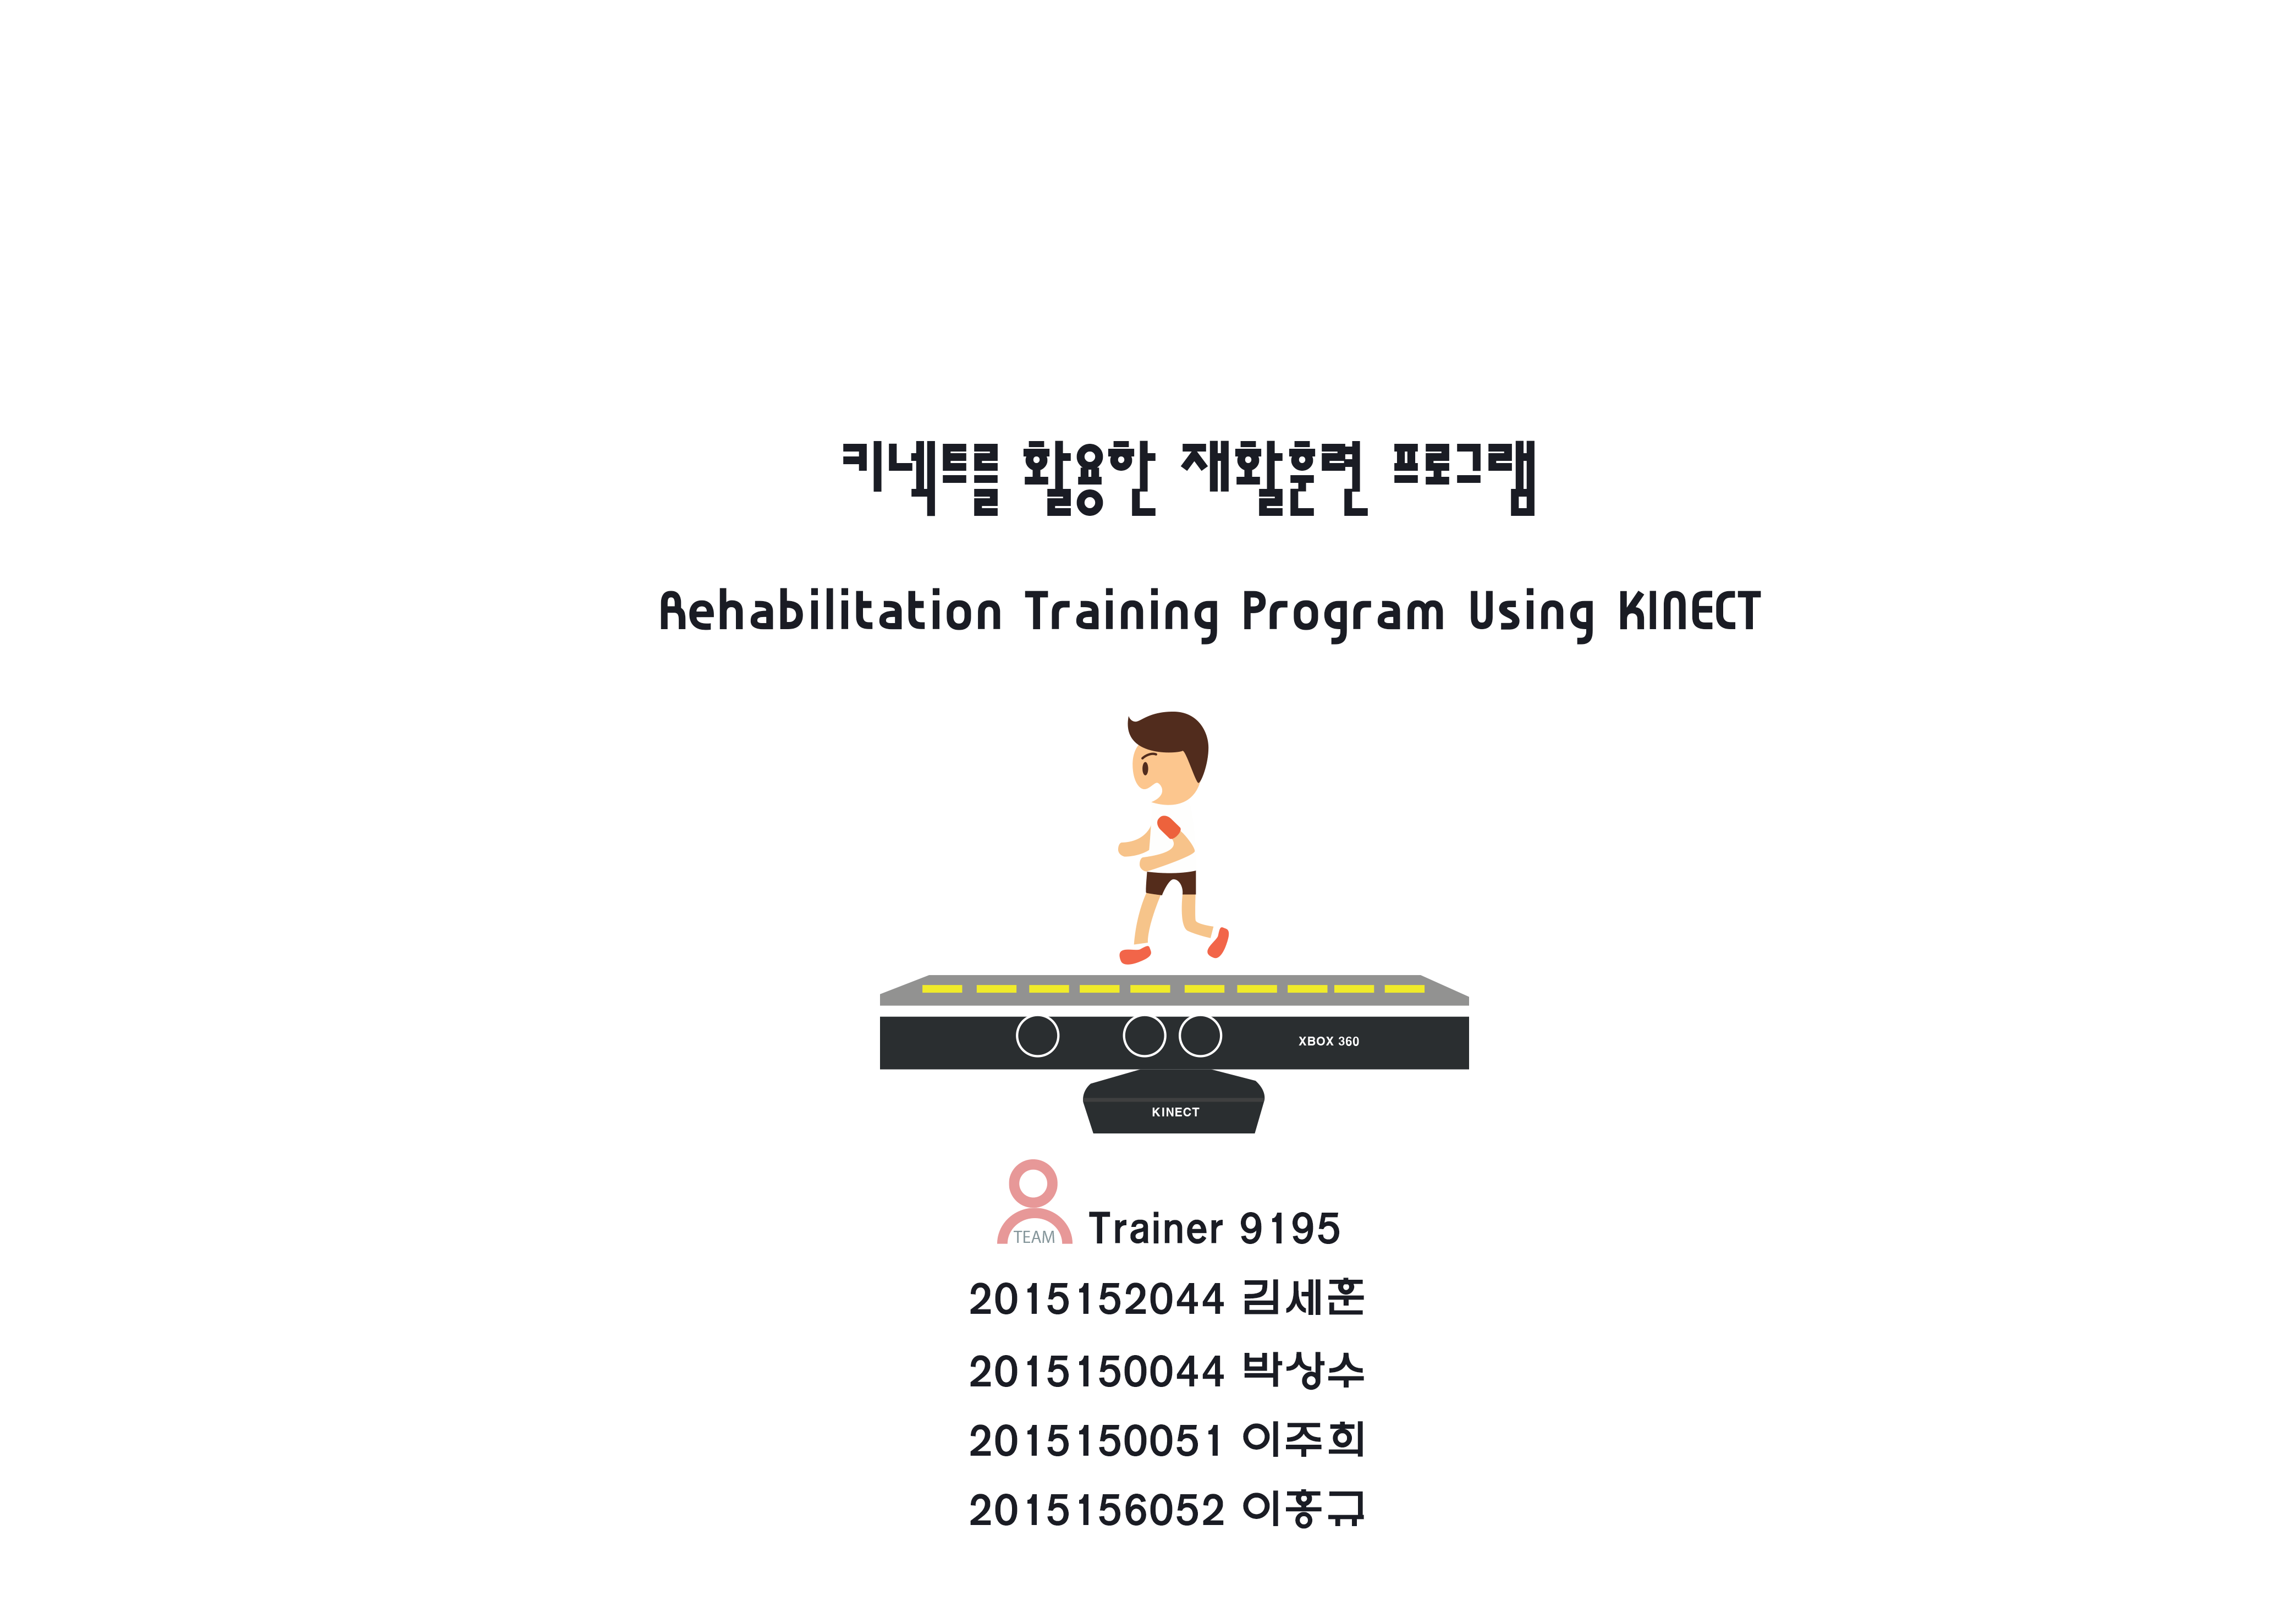 키넥트를 활용한 재활훈련 프로그램
Rehabilitation Training Program Using KINECT
XBOX 360
KINECT
TEAM Trainer 9195
2015152044 김세훈
2015150044 박상수
2015150051 이주희
2015156052 이홍규